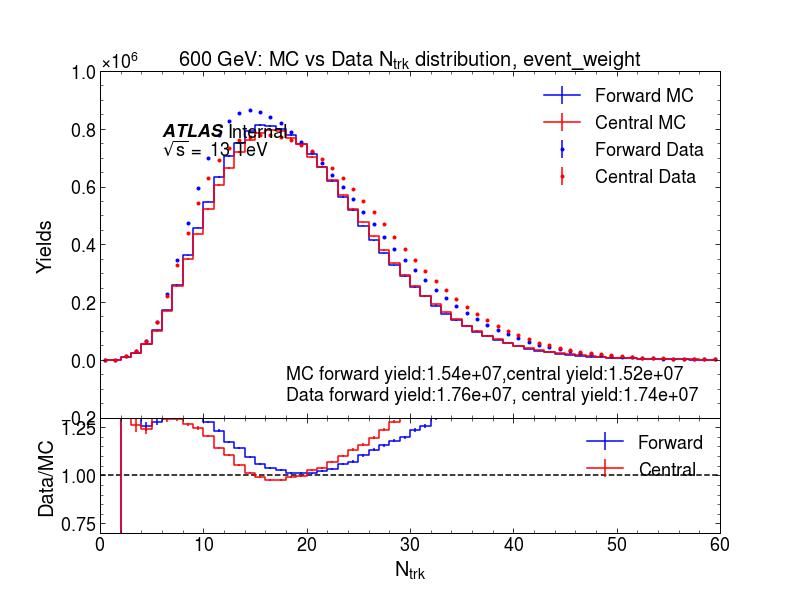 ×10⁶
600 GeV: MC vs Data Ntrk distribution, event_weight
1.0
0.8
0.6
0.4
0.2
0.0
0.2
Yields
ATLAS Internal
√s = 13 TeV
Forward MC
Central MC
Forward Data
Central Data
MC forward yield:1.54e+07,central yield:1.52e+07
Data forward yield:1.76e+07, central yield:1.74e+07
1.25
1.00
0.75
Data/MC
Forward
Central
0 10 20 30 40 50 60
Ntrk